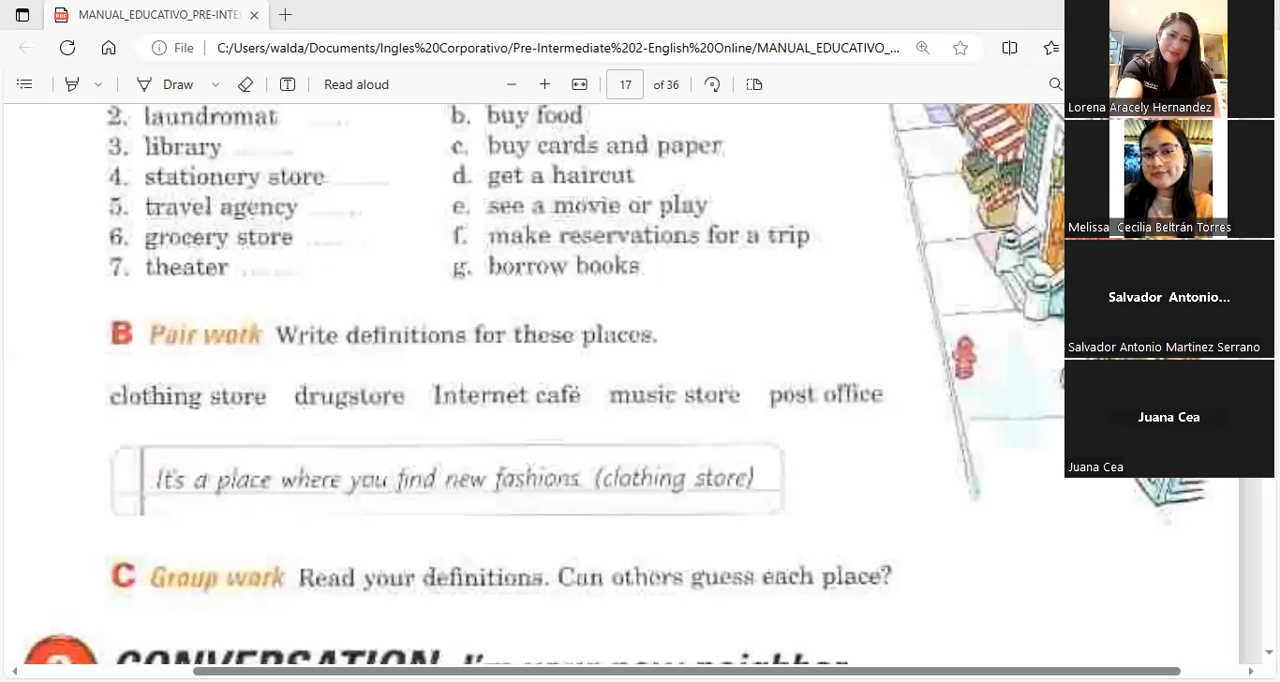 MANUAL_EDUCATIVO_PRE-INTE
File
C:/Users/walda/Documents/Ingles%20Corporativo/Pre-Intermediate%202-English%20Online/MANUAL_EDUCATIVO_...
Draw
Read aloud
17 of 36
2. laundromat
3. library
4. stationery store
5. travel agency
6. grocery store
7. theater
b. buy food
c. buy cards and paper
d. get a haircut
e. see a movie or play
f. make reservations for a trip
g. borrow books
B Pair work Write definitions for these places.
clothing store drugstore Internet café music store post office
It's a place where you find new fashions. (clothing store)
C Group work Read your definitions. Can others guess each place?
CONVERSATION I'm your new neighbor
Lorena Aracely Hernandez
Melissa Cecilia Beltrán Torres
Salvador Antonio...
Salvador Antonio Martinez Serrano
Juana Cea
Juana Cea